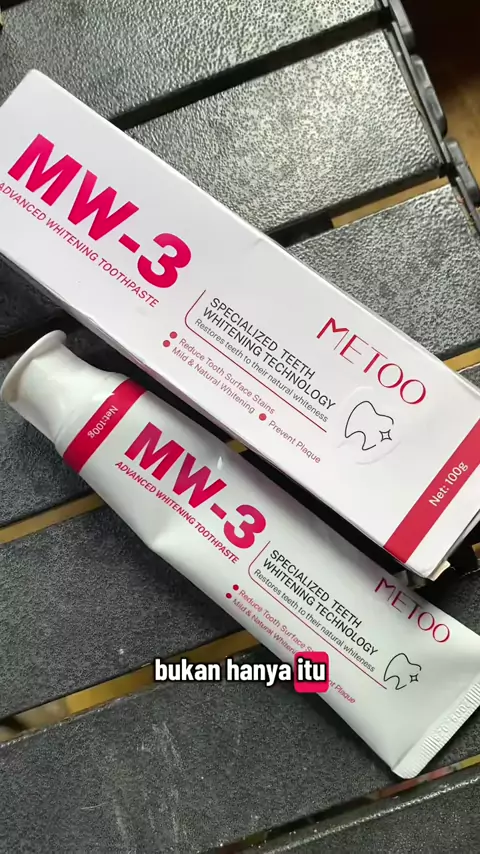 MW-3
ADVANCED WHITENING TOOTHPASTE
METOO
SPECIALIZED TEETH
WHITENING TECHNOLOGY
Restores teeth to their natural whiteness
Reduce Tooth Surface Stains
Mild & Natural Whitening
Prevent Plaque
Net: 100g
Net:100g
MW-3
ADVANCED WHITENING TOOTHPASTE
METOO
SPECIALIZED TEETH
WHITENING TECHNOLOGY
Restores teeth to their natural whiteness
Reduce Tooth Surface
Mild & Natural
Plaque
bukan hanya itu